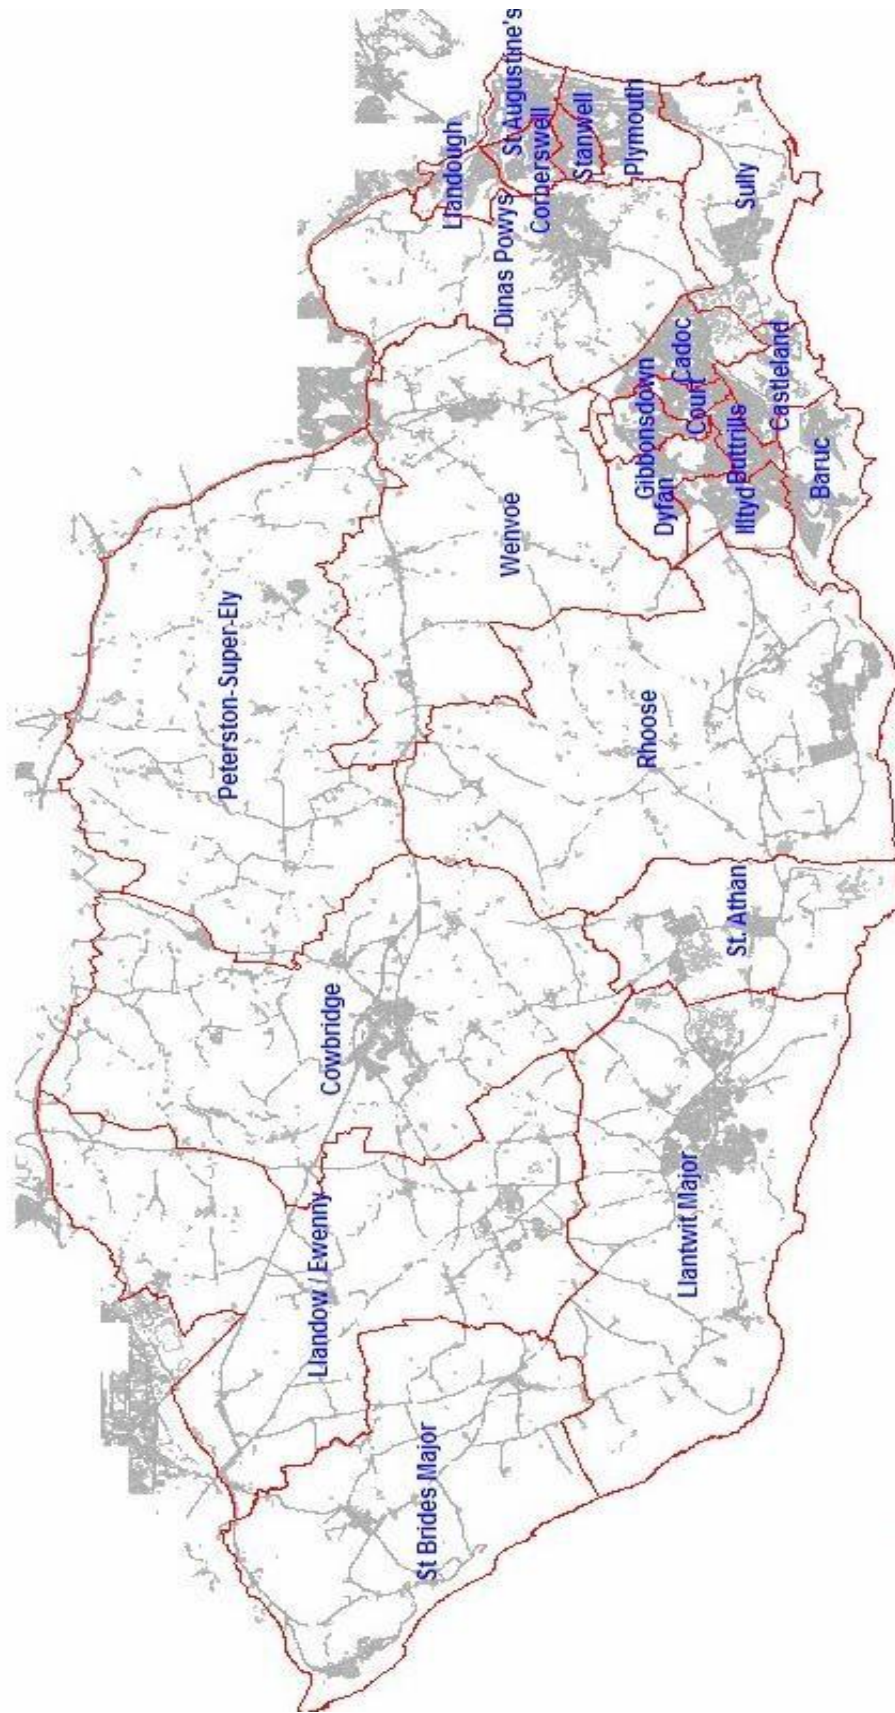 St Brides Major
Llandow / Ewenny
Llantwit Major
Cowbridge
St. Athan
Peterston-Super-Ely
Rhoose
Wenvoe
Dyfan
Gibbonsdown
Illtyd
Buttrills
Court
Cadoc
Baruc
Castleland
Dinas Powys
Llandough
St Augustine's
Corberswell
Stanwell
Plymouth
Sully